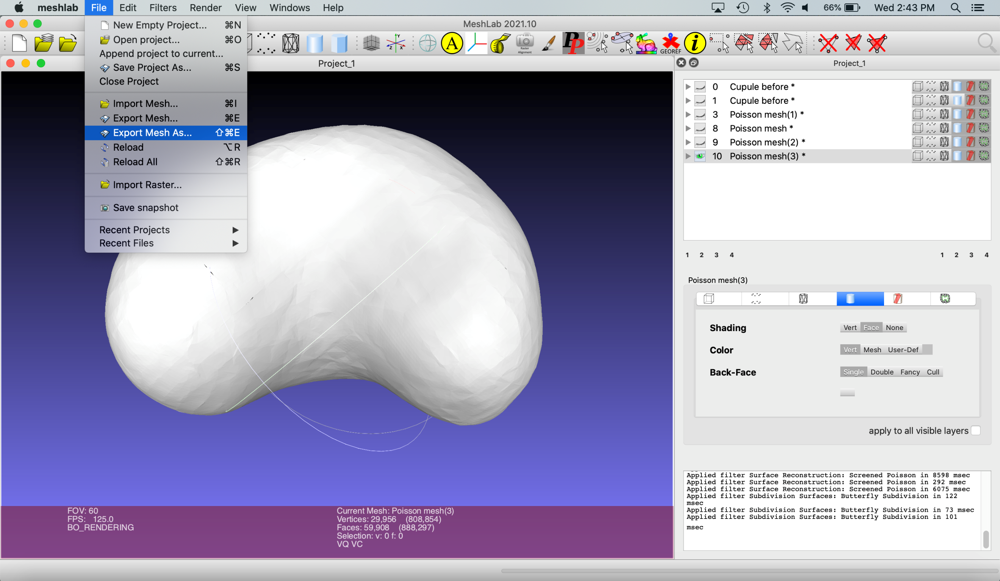 meshlab File Edit Filters Render View Windows Help 66% Wed 2:43 PM
MeshLab 2021.10
New Empty Project... ⌘N
Open project... ⌘O
Append project to current...
Save Project As... ⌘S
Close Project
Import Mesh... ⌘I
Export Mesh... ⌘E
Export Mesh As... ⇧⌘E
Reload ⌥R
Reload All ⇧⌘R
Import Raster...
Save snapshot
Recent Projects ▶
Recent Files ▶
Y
Z X
A
Raster
Alignment
PP
GEOREF
i
Project_1
Project_1
0 Cupule before *
1 Cupule before *
3 Poisson mesh(1) *
8 Poisson mesh *
9 Poisson mesh(2) *
10 Poisson mesh(3) *
1 2 3 4 1 2 3 4
Poisson mesh(3)
Shading Vert Face None
Color Vert Mesh User-Def
Back-Face Single Double Fancy Cull
apply to all visible layers
Applied filter Surface Reconstruction: Screened Poisson in 8598 msec
Applied filter Surface Reconstruction: Screened Poisson in 292 msec
Applied filter Surface Reconstruction: Screened Poisson in 6075 msec
Applied filter Subdivision Surfaces: Butterfly Subdivision in 122
msec
Applied filter Subdivision Surfaces: Butterfly Subdivision in 73 msec
Applied filter Subdivision Surfaces: Butterfly Subdivision in 101
msec
FOV: 60
FPS: 125.0
BO_RENDERING
Current Mesh: Poisson mesh(3)
Vertices: 29,956 (808,854)
Faces: 59,908 (888,297)
Selection: v: 0 f: 0
VQ VC